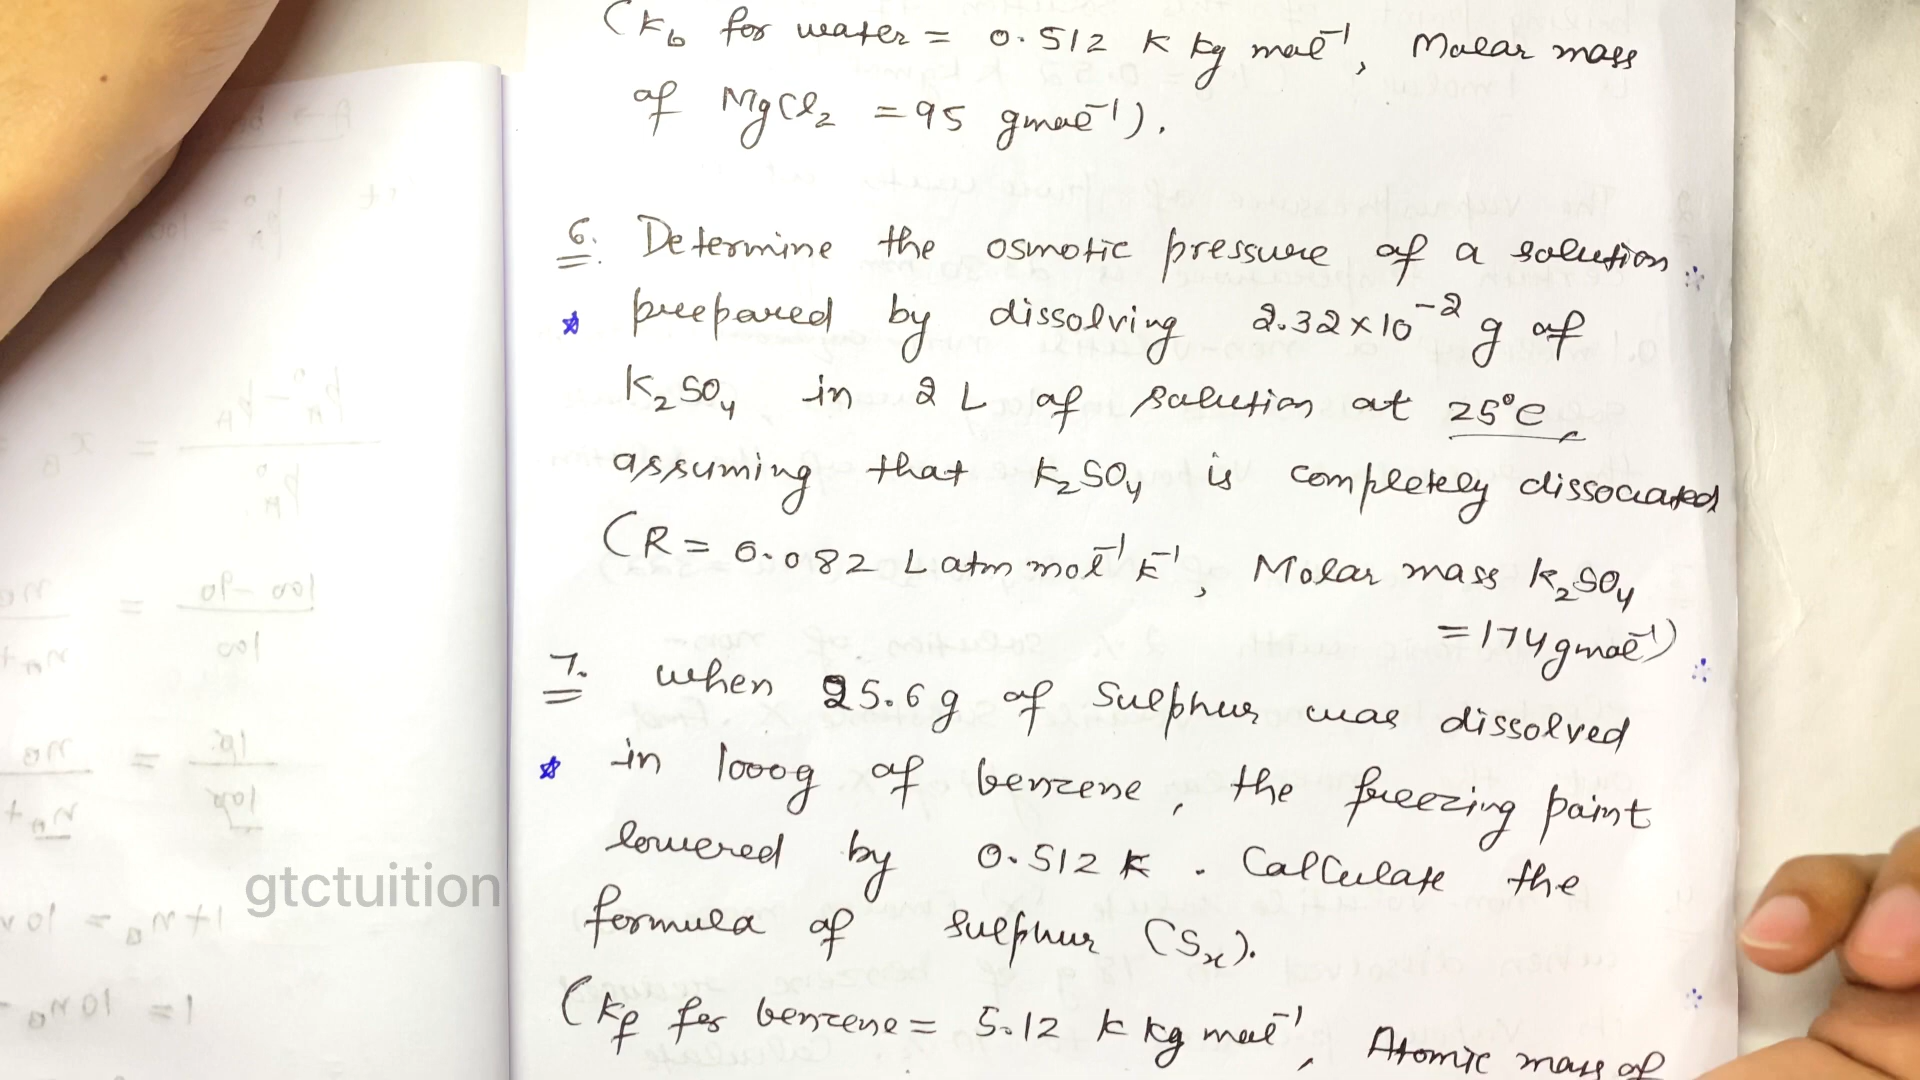 (Kb for water = 0.512 K kg mol⁻¹, Molar mass
of MgCl₂ = 95 gmol⁻¹).
6. Determine the osmotic pressure of a solution
prepared by dissolving 2.32×10⁻² g of
K₂SO₄ in 2 L of solution at 25°C,
assuming that K₂SO₄ is completely dissociated
(R = 0.082 L atm mol⁻¹ K⁻¹, Molar mass K₂SO₄
= 174 gmol⁻¹)
7. when 25.6 g of Sulphur was dissolved
in 1000g of benzene, the freezing point
lowered by 0.512 K. Calculate the
formula of sulphur (Sx).
(Kf for benzene = 5.12 K kg mol⁻¹, Atomic mass of
gtctuition